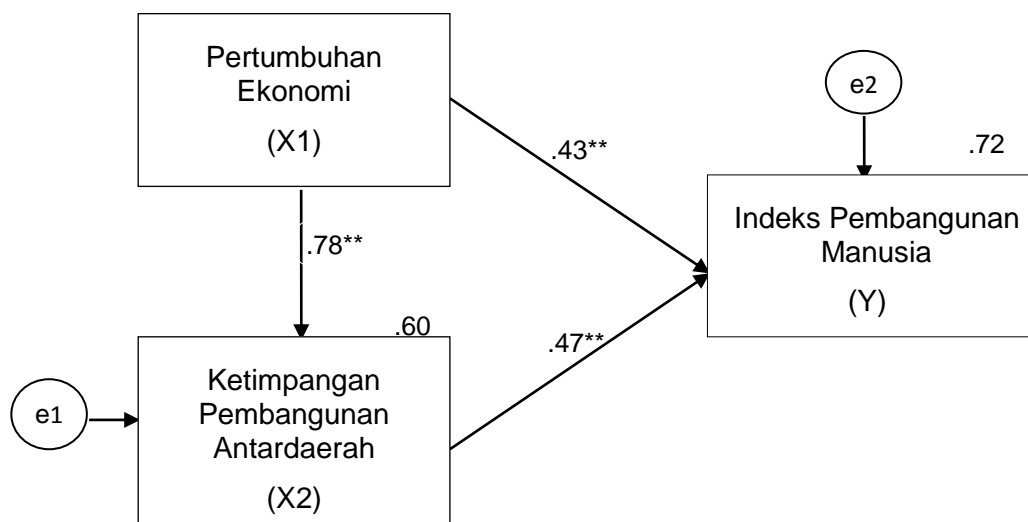 Pertumbuhan
Ekonomi
(X1)
e2
.43**
.72
Indeks Pembangunan
Manusia
(Y)
.78**
.60
.47**
e1
Ketimpangan
Pembangunan
Antardaerah
(X2)